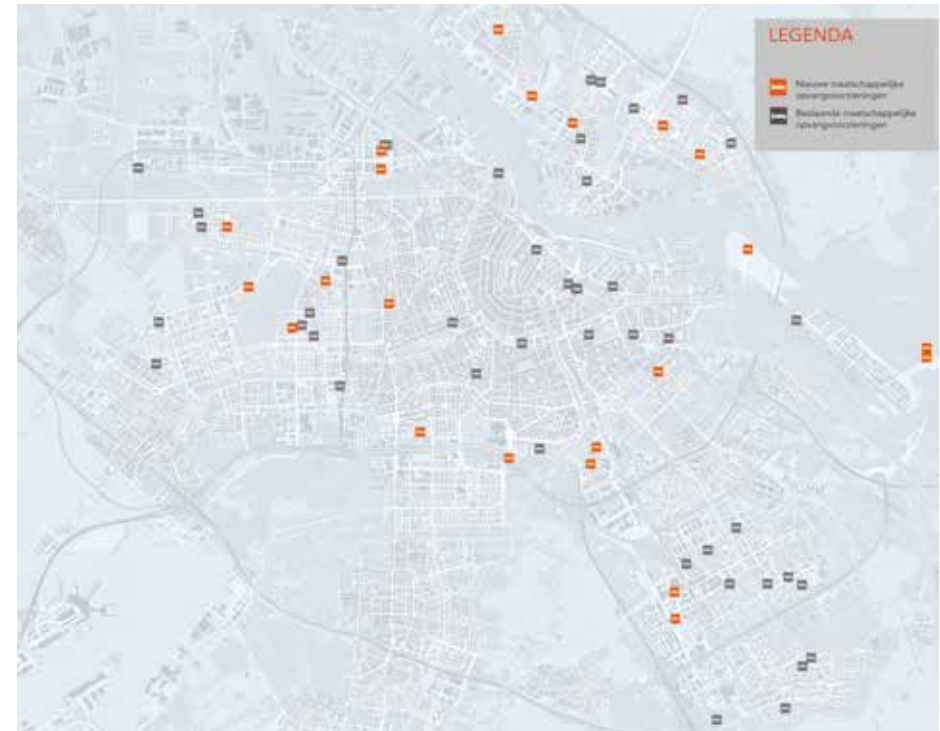 LEGENDA
Nieuwe maatschappelijke
opvangvoorzieningen
Bestaande maatschappelijke
opvangvoorzieningen